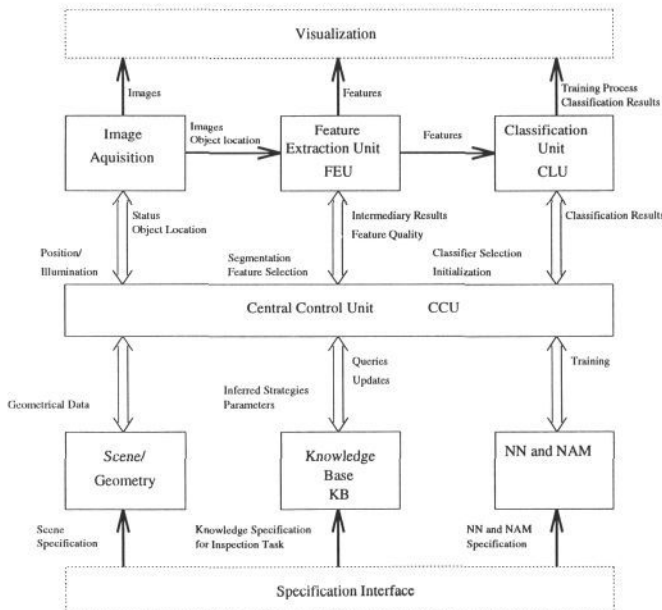 Visualization
Images
Features
Training Process
Classification Results
Image
Aquisition
Images
Object location
Feature
Extraction Unit
FEU
Features
Classification
Unit
CLU
Status
Object Location
Position/
Illumination
Intermediary Results
Feature Quality
Segmentation
Feature Selection
Classification Results
Classifier Selection
Initialization
Central Control Unit CCU
Geometrical Data
Queries
Updates
Inferred Strategies
Parameters
Training
Scene/
Geometry
Knowledge
Base
KB
NN and NAM
Scene
Specification
Knowledge Specification
for Inspection Task
NN and NAM
Specification
Specification Interface